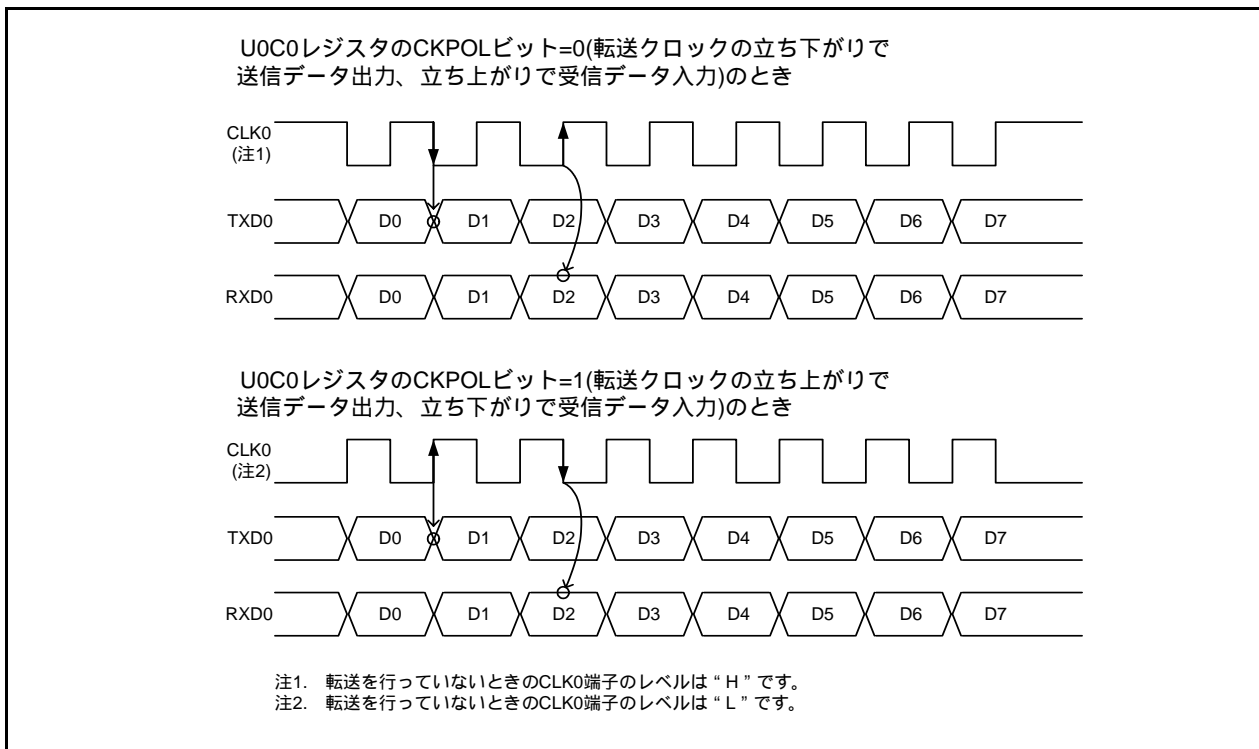 U0C0レジスタのCKPOLビット=0(転送クロックの立ち下がりで
送信データ出力、立ち上がりで受信データ入力)のとき
CLK0
(注1)
TXD0 D0 D1 D2 D3 D4 D5 D6 D7
RXD0 D0 D1 D2 D3 D4 D5 D6 D7
U0C0レジスタのCKPOLビット=1(転送クロックの立ち上がりで
送信データ出力、立ち下がりで受信データ入力)のとき
CLK0
(注2)
TXD0 D0 D1 D2 D3 D4 D5 D6 D7
RXD0 D0 D1 D2 D3 D4 D5 D6 D7
注1. 転送を行っていないときのCLK0端子のレベルは“H”です。
注2. 転送を行っていないときのCLK0端子のレベルは“L”です。